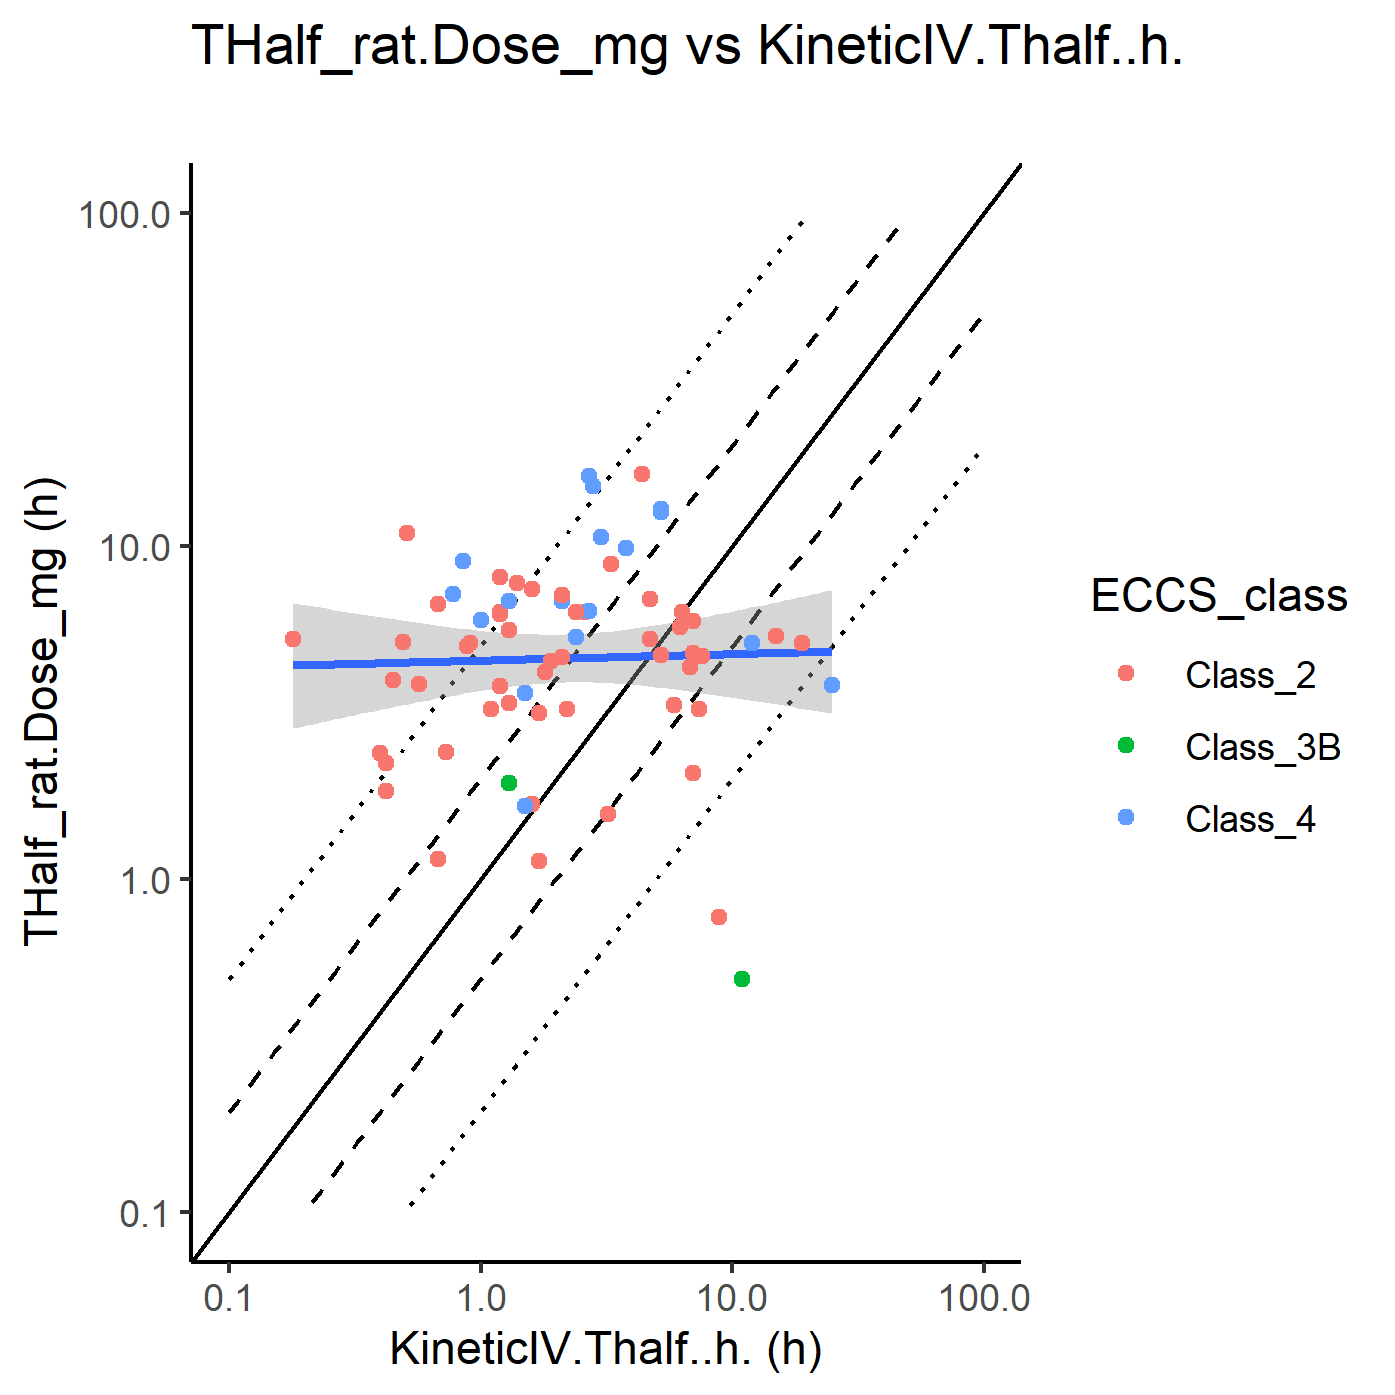 THalf_rat.Dose_mg vs KineticIV.Thalf..h.
100.0
10.0
1.0
0.1
THalf_rat.Dose_mg (h)
0.1
1.0
10.0
100.0
KineticIV.Thalf..h. (h)
ECCS_class
Class_2
Class_3B
Class_4